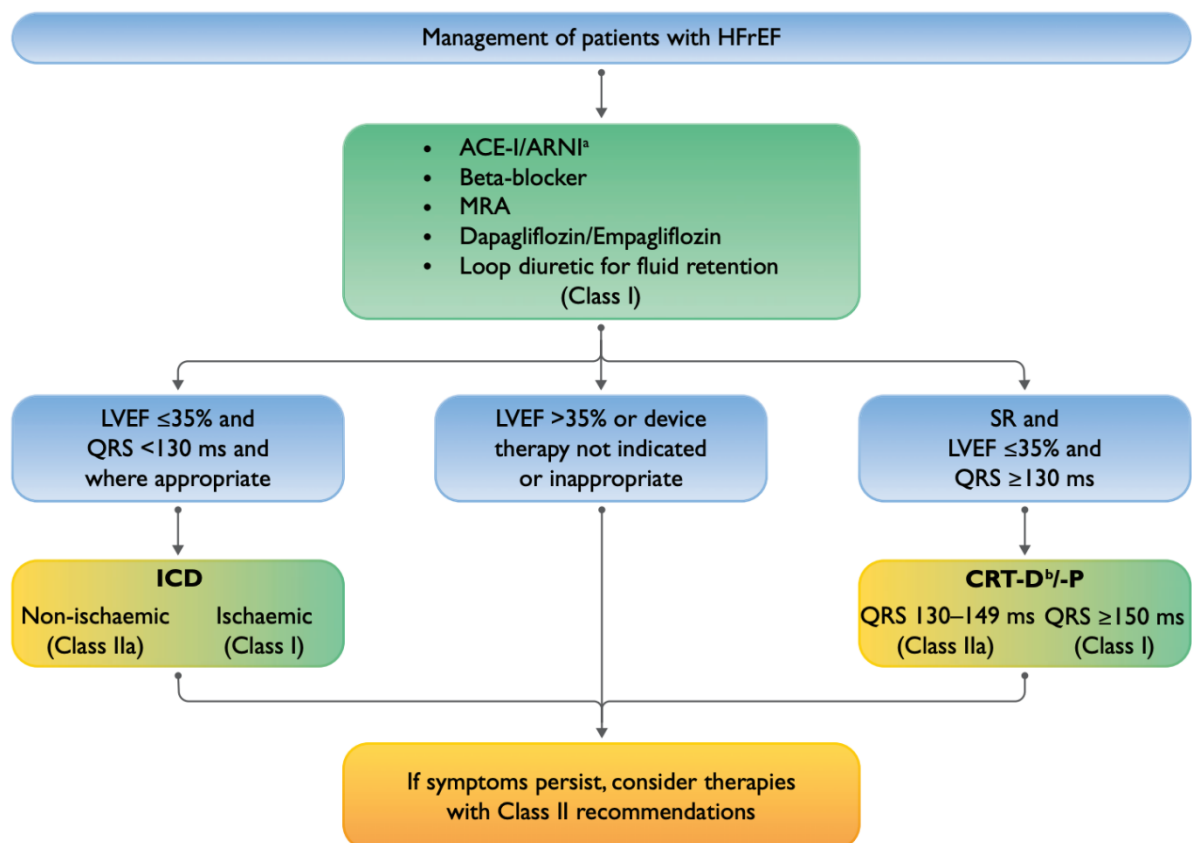 Management of patients with HFrEF
• ACE-I/ARNIᵃ
• Beta-blocker
• MRA
• Dapagliflozin/Empagliflozin
• Loop diuretic for fluid retention
(Class I)
LVEF ≤35% and
QRS <130 ms and
where appropriate
LVEF >35% or device
therapy not indicated
or inappropriate
SR and
LVEF ≤35% and
QRS ≥130 ms
ICD
Non-ischaemic
(Class IIa)
Ischaemic
(Class I)
CRT-Dᵇ/-P
QRS 130–149 ms
(Class IIa)
QRS ≥150 ms
(Class I)
If symptoms persist, consider therapies
with Class II recommendations